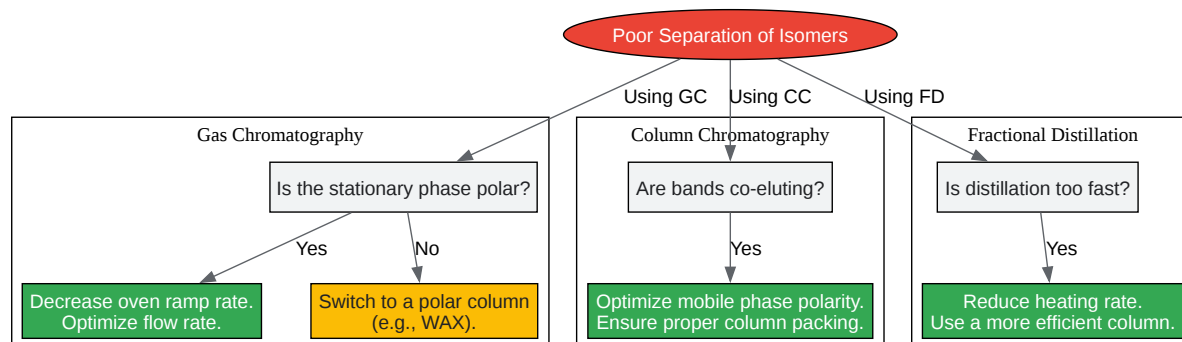 Poor Separation of Isomers
Using GC
Using CC
Using FD
Gas Chromatography
Column Chromatography
Fractional Distillation
Is the stationary phase polar?
Are bands co-eluting?
Is distillation too fast?
Yes
No
Yes
Yes
Decrease oven ramp rate.
Optimize flow rate.
Switch to a polar column
(e.g., WAX).
Optimize mobile phase polarity.
Ensure proper column packing.
Reduce heating rate.
Use a more efficient column.